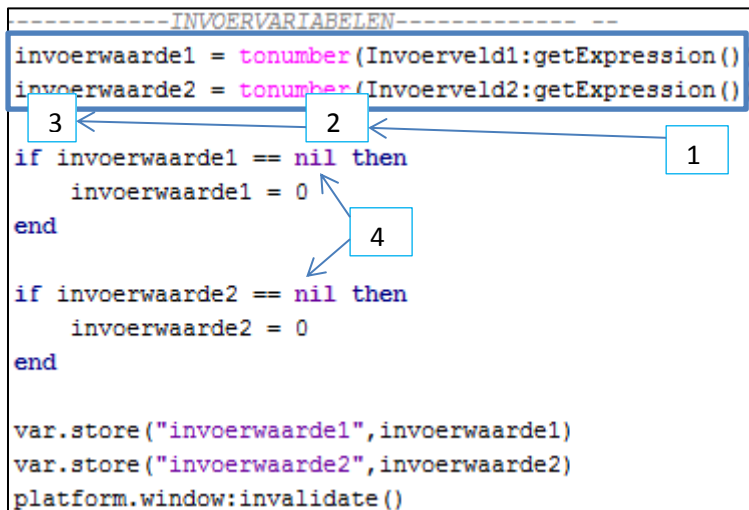 ------------INVOERVARIABELEN------------- --
invoerwaarde1 = tonumber(Invoerveld1:getExpression()
invoerwaarde2 = tonumber(Invoerveld2:getExpression()
3 2 1
if invoerwaarde1 == nil then
invoerwaarde1 = 0
end
4
if invoerwaarde2 == nil then
invoerwaarde2 = 0
end
var.store("invoerwaarde1",invoerwaarde1)
var.store("invoerwaarde2",invoerwaarde2)
platform.window:invalidate()